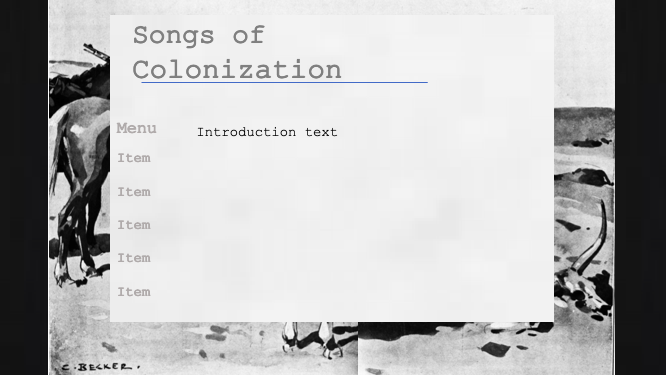 Songs of
Colonization
Menu
Introduction text
Item
Item
Item
Item
Item
C. BECKER.